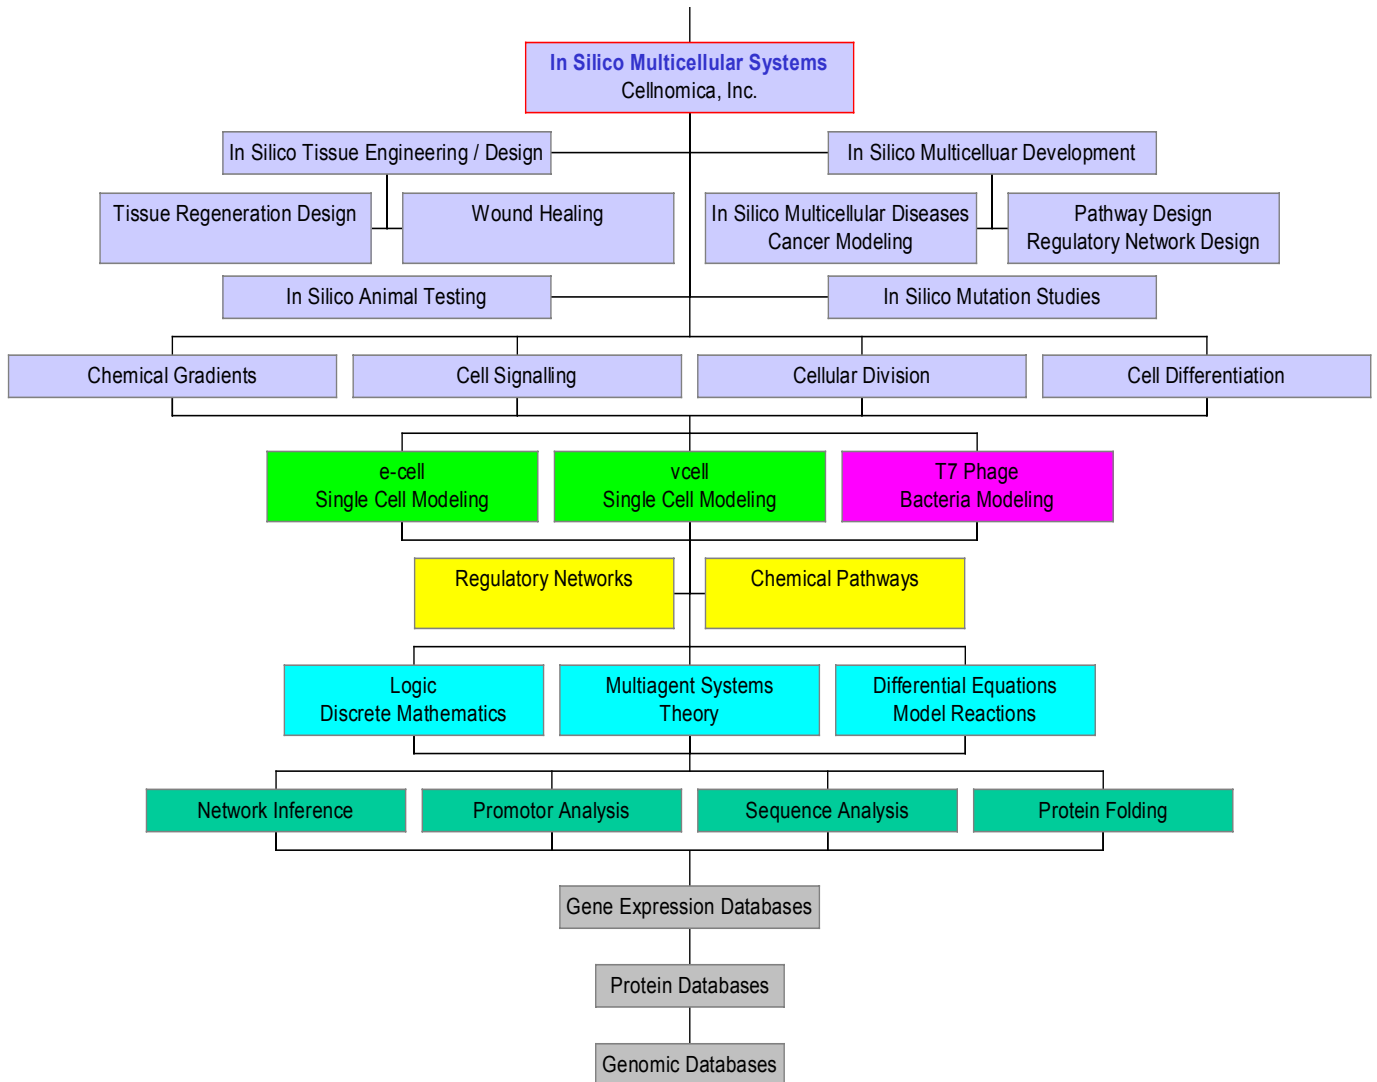 In Silico Multicellular Systems
Cellnomica, Inc.
In Silico Tissue Engineering / Design
In Silico Multicelluar Development
Tissue Regeneration Design
Wound Healing
In Silico Multicellular Diseases
Cancer Modeling
Pathway Design
Regulatory Network Design
In Silico Animal Testing
In Silico Mutation Studies
Chemical Gradients
Cell Signalling
Cellular Division
Cell Differentiation
e-cell
Single Cell Modeling
vcell
Single Cell Modeling
T7 Phage
Bacteria Modeling
Regulatory Networks
Chemical Pathways
Logic
Discrete Mathematics
Multiagent Systems
Theory
Differential Equations
Model Reactions
Network Inference
Promotor Analysis
Sequence Analysis
Protein Folding
Gene Expression Databases
Protein Databases
Genomic Databases